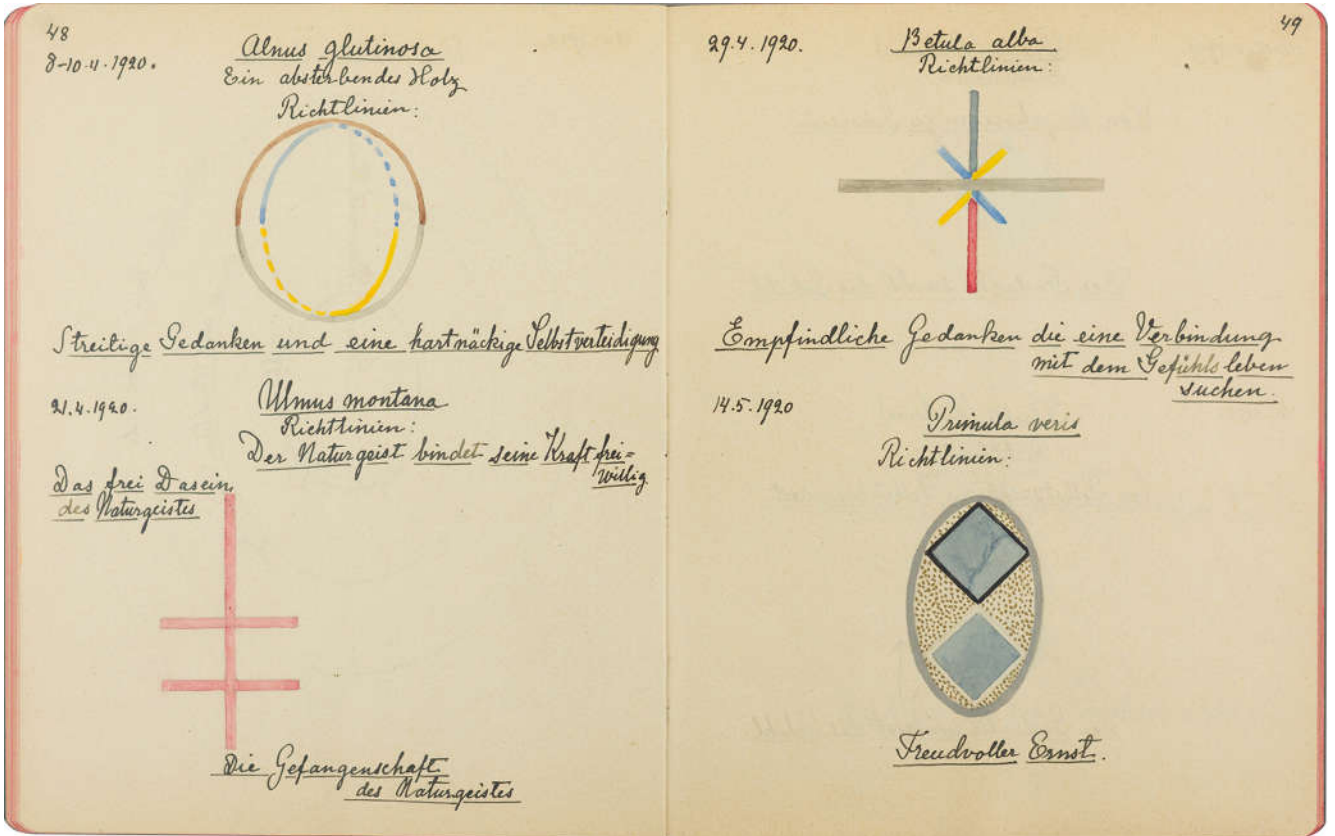 48
8-10.4.1920.
Alnus glutinosa
Ein absterbendes Holz
Richtlinien:
Streitige Gedanken und eine hartnäckige Selbstverteidigung
21.4.1920.
Ulmus montana
Richtlinien:
Der Naturgeist bindet seine Kraft frei=
willig.
Das frei Dasein
des Naturgeistes
Die Gefangenschaft
des Naturgeistes
49
29.4.1920.
Betula alba
Richtlinien:
Empfindliche Gedanken die eine Verbindung
mit dem Gefühlsleben
suchen.
14.5.1920
Primula veris
Richtlinien:
Freudvoller Ernst.